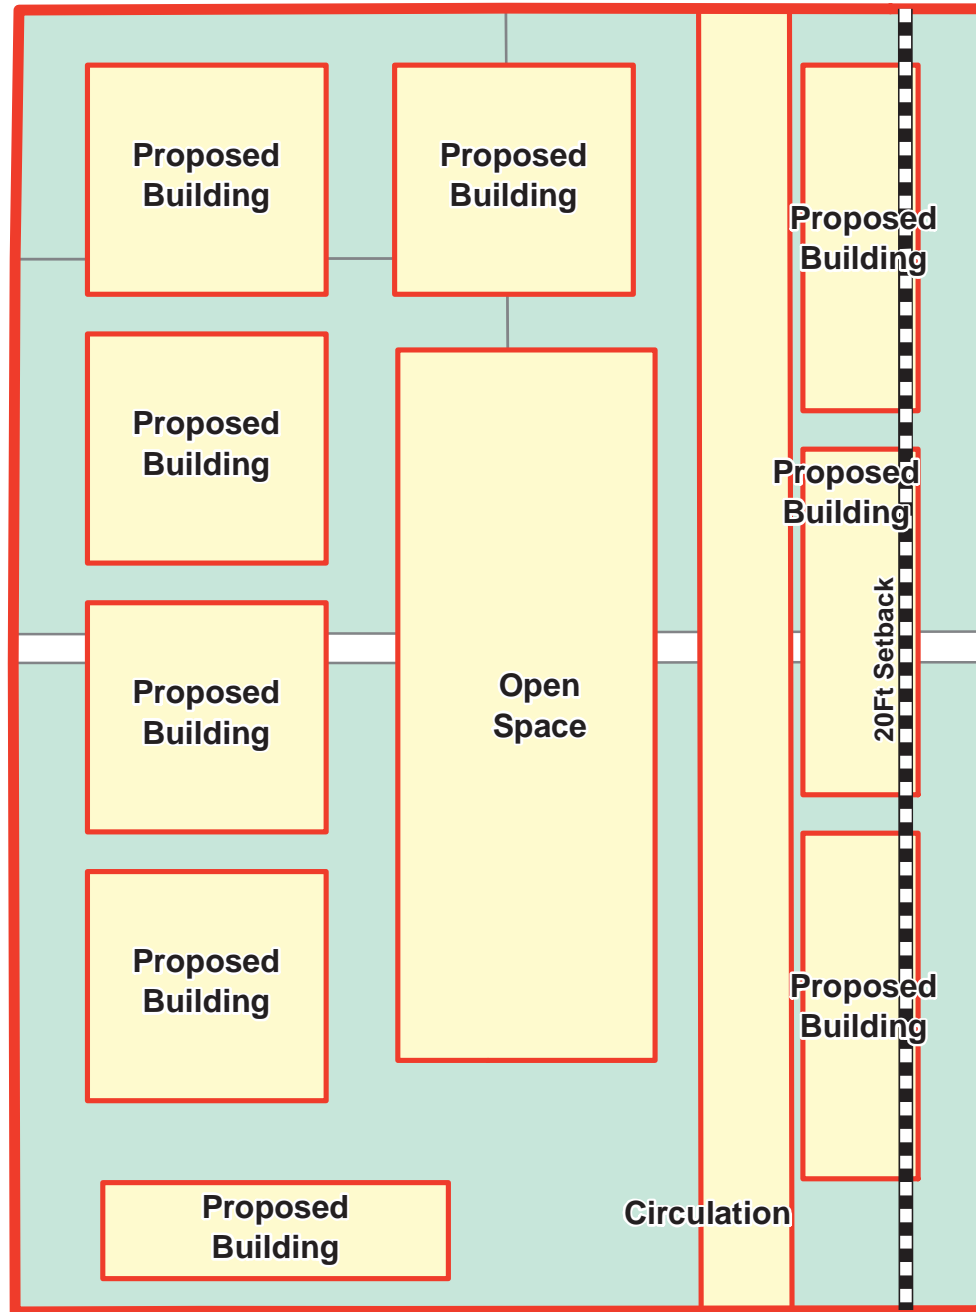 Proposed
Building
Proposed
Building
Proposed
Building
Proposed
Building
Proposed
Building
20Ft Setback
Proposed
Building
Open
Space
Proposed
Building
Proposed
Building
Proposed
Building
Circulation